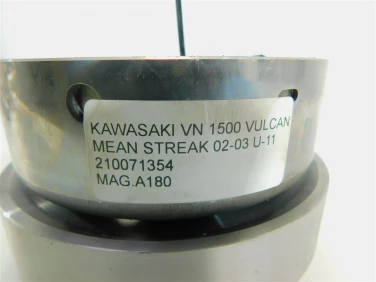 KAWASAKI VN 1500 VULCAN
MEAN STREAK 02-03 U-11
210071354
MAG.A180